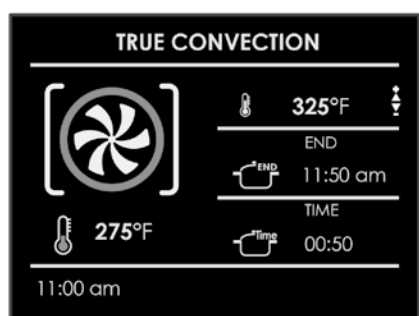 TRUE CONVECTION
325°F
END
END
11:50 am
275°F
TIME
Time
00:50
11:00 am